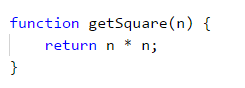 function getSquare(n) {
    return n * n;
}